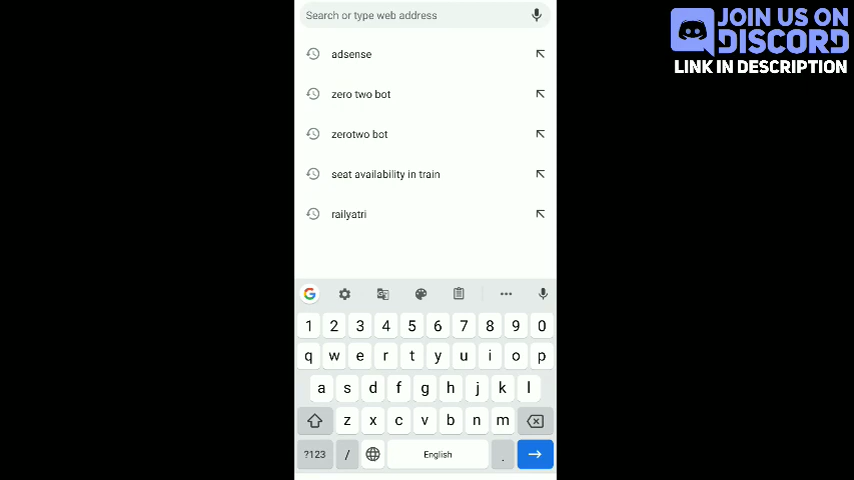 JOIN US ON
DISCORD
LINK IN DESCRIPTION
Search or type web address
adsense
zero two bot
zerotwo bot
seat availability in train
railyatri
1 2 3 4 5 6 7 8 9 0
q w e r t y u i o p
a s d f g h j k l
z x c v b n m
?123 / English .